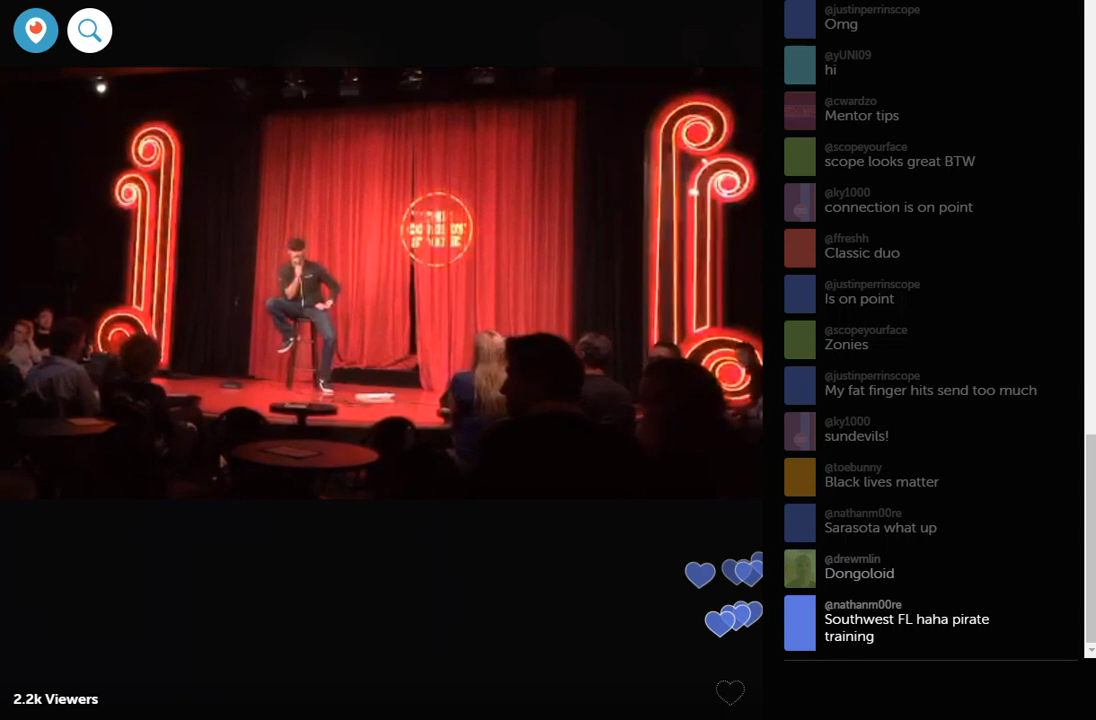 @justinperrinscope
Omg
@yUNI09
hi
@cwardzo
Mentor tips
@scopeyourface
scope looks great BTW
@ky1000
connection is on point
@ffreshh
Classic duo
@justinperrinscope
Is on point
@scopeyourface
Zonies
@justinperrinscope
My fat finger hits send too much
@ky1000
sundevils!
@toebunny
Black lives matter
@nathanm00re
Sarasota what up
@drewmlin
Dongoloid
@nathanm00re
Southwest FL haha pirate
training
2.2k Viewers